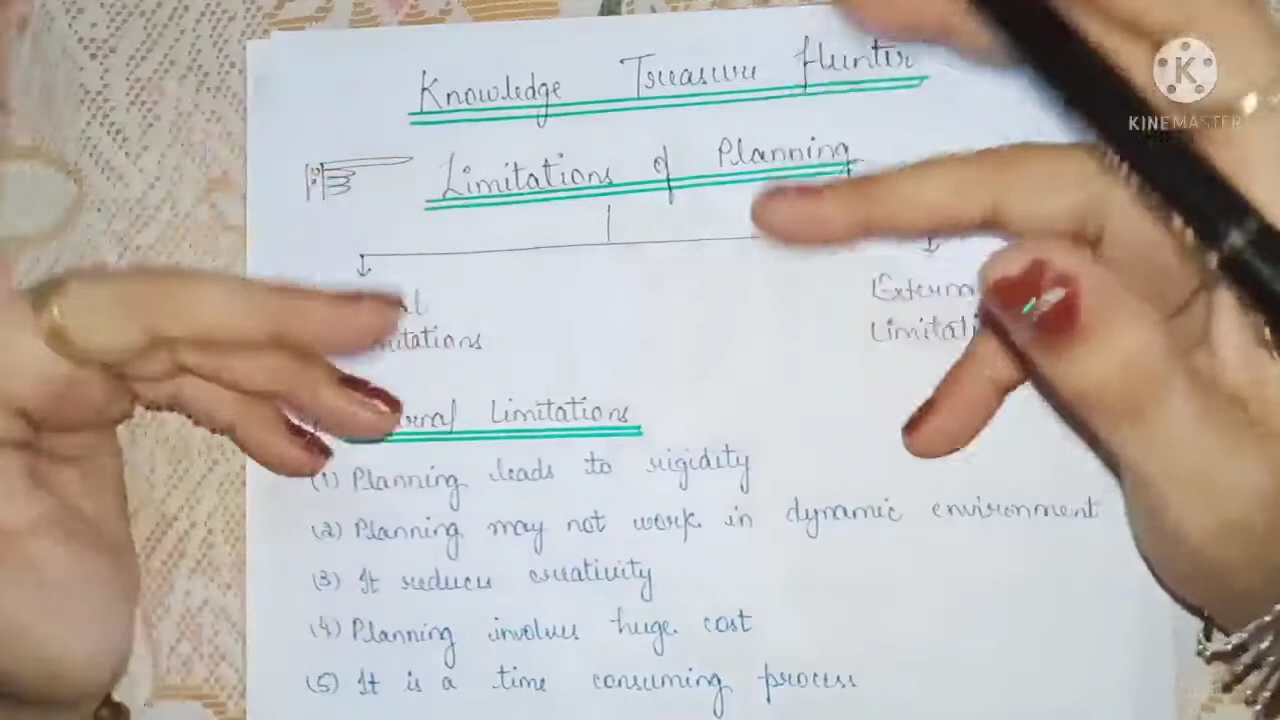 Knowledge Treasure Hunter
KINEMASTER
Limitations of Planning
External
Limitations
Limitations
(1) Planning leads to rigidity
(2) Planning may not work in dynamic environment
(3) It reduces creativity
(4) Planning involves huge cost
(5) It is a time consuming process